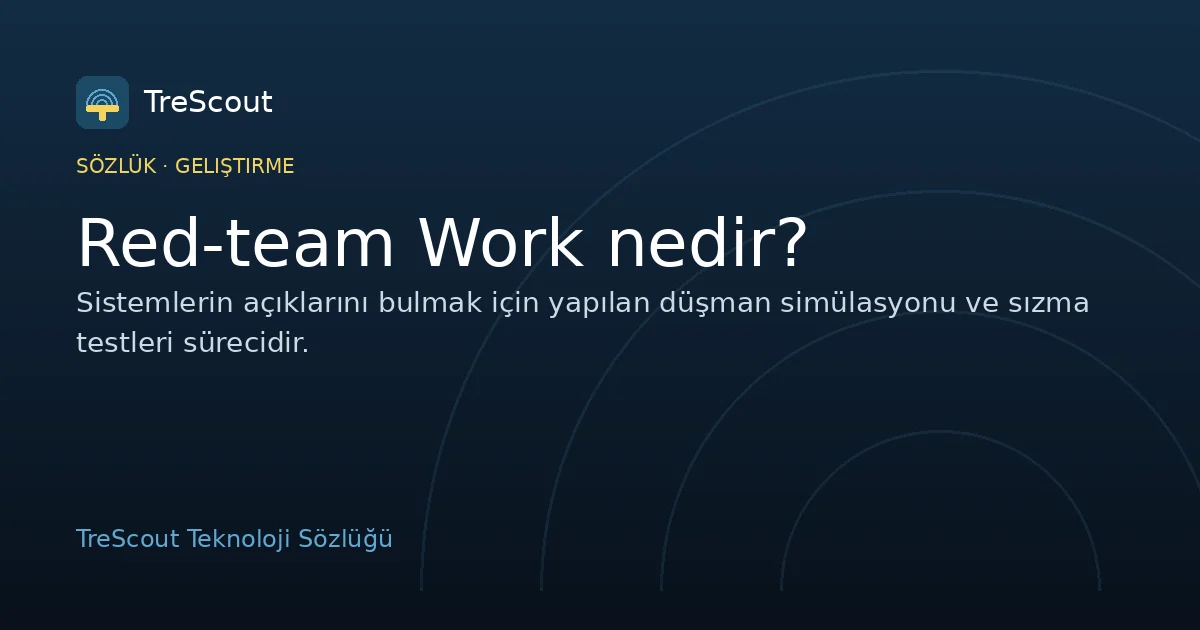 TreScout
SÖZLÜK · GELIŞTIRME
Red-team Work nedir?
Sistemlerin açıklarını bulmak için yapılan düşman simülasyonu ve sızma
testleri sürecidir.
TreScout Teknoloji Sözlüğü